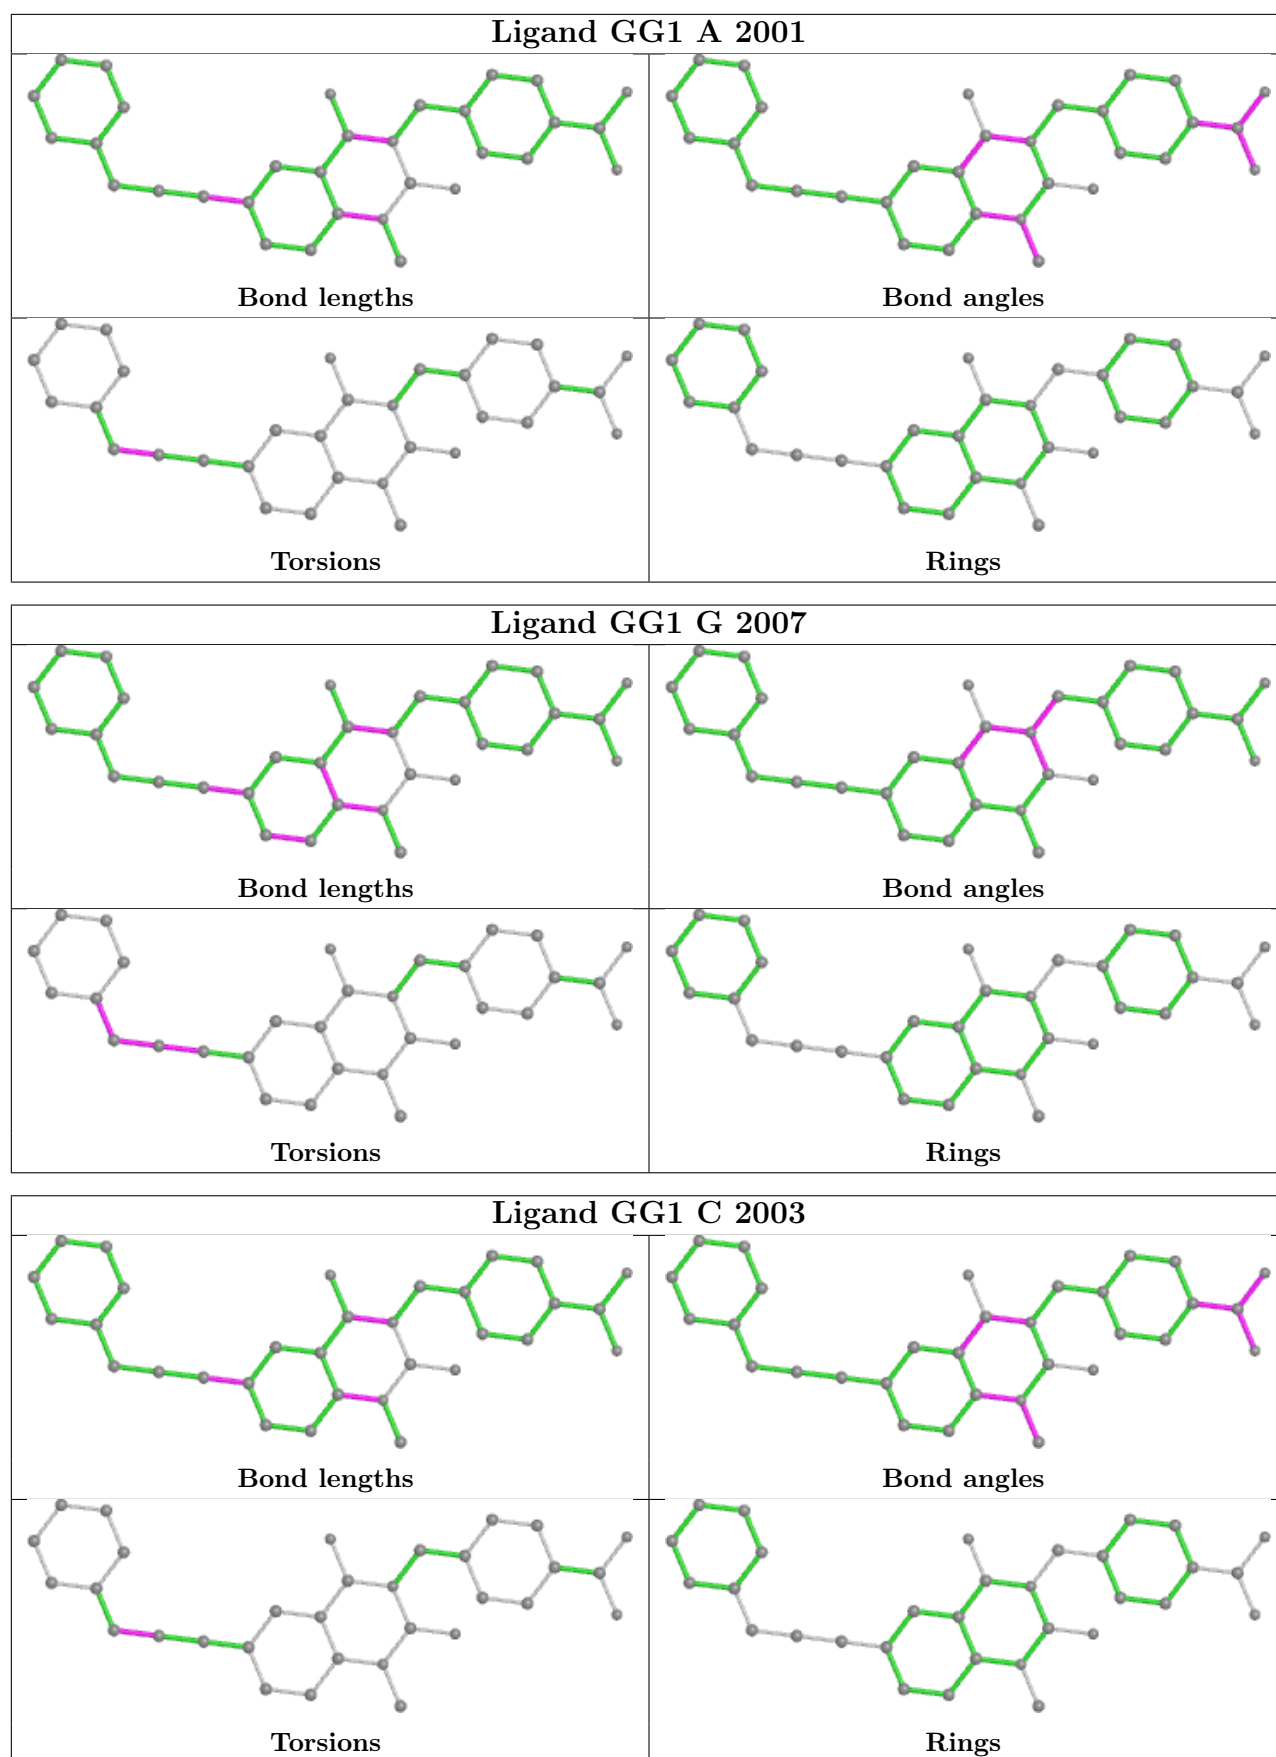 Ligand GG1 A 2001
Bond lengths
Bond angles
Torsions
Rings
Ligand GG1 G 2007
Bond lengths
Bond angles
Torsions
Rings
Ligand GG1 C 2003
Bond lengths
Bond angles
Torsions
Rings